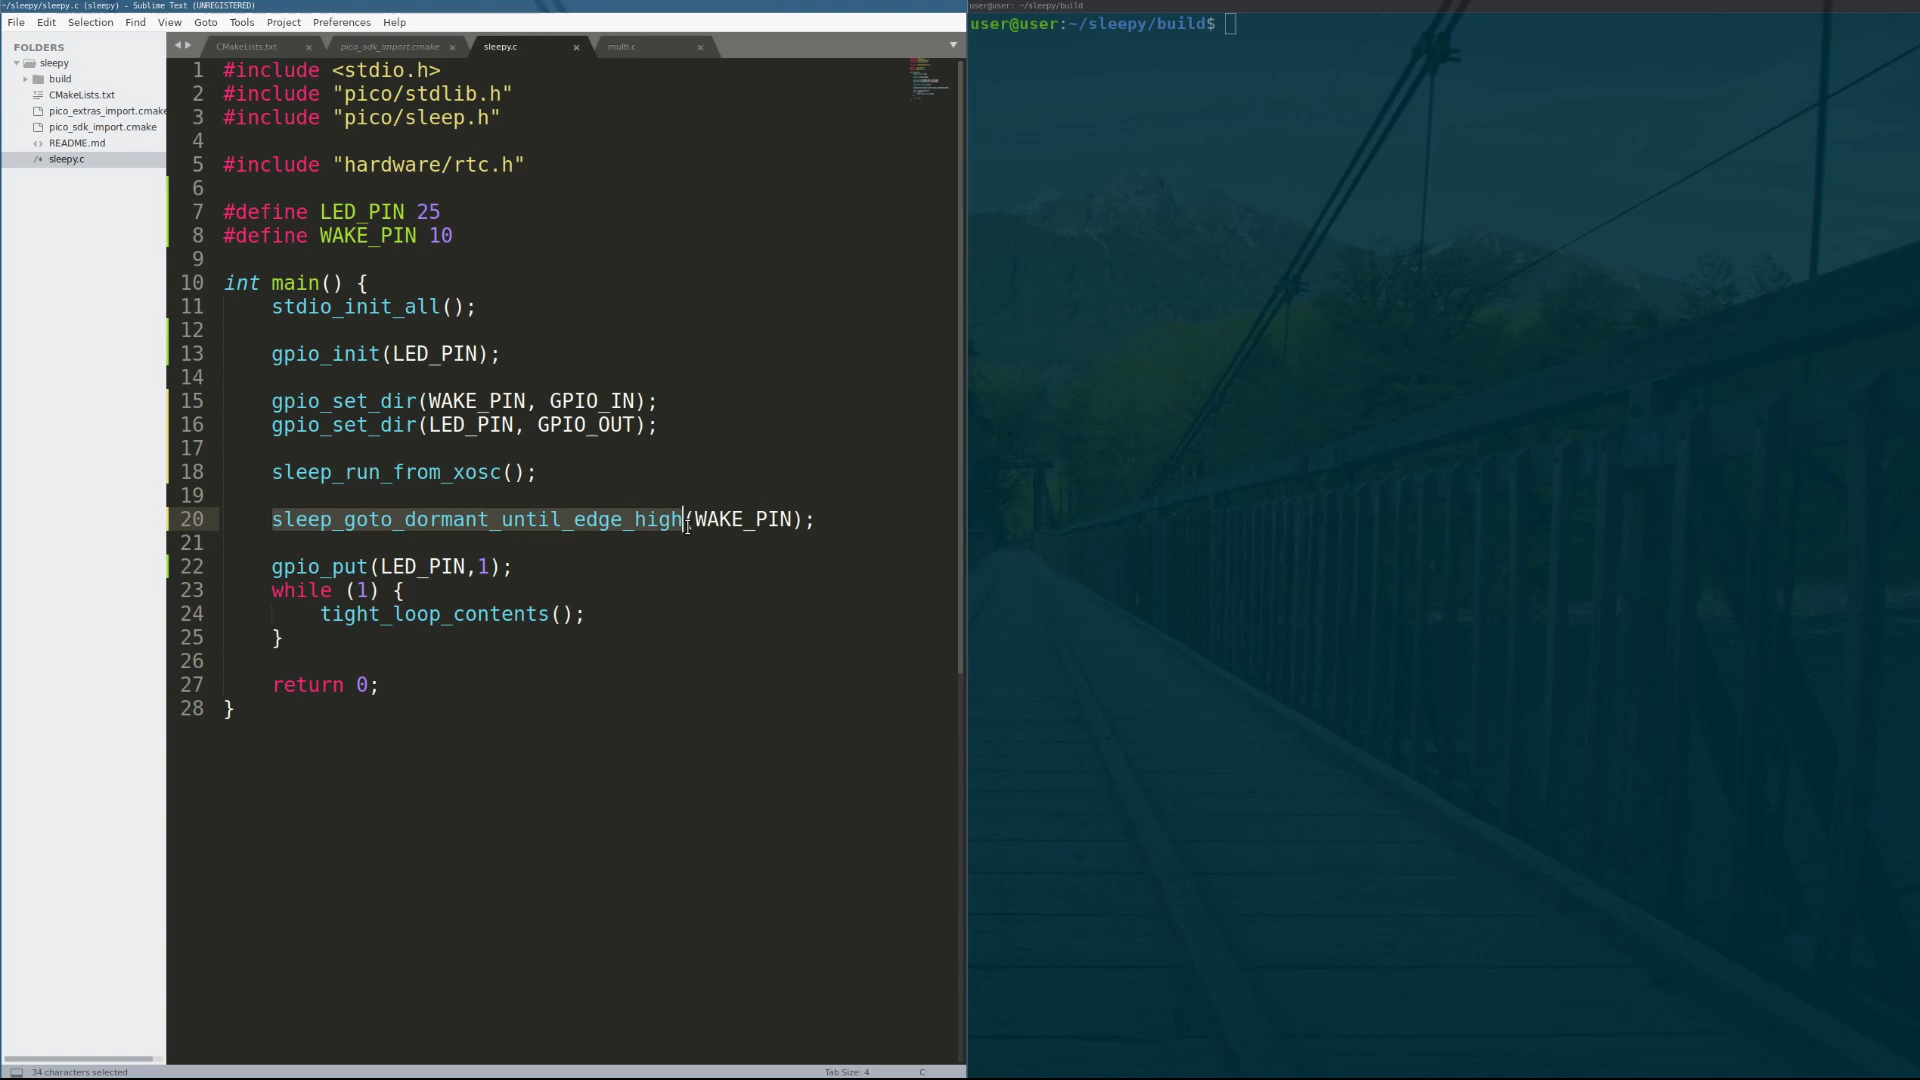 ~/sleepy/sleepy.c (sleepy) - Sublime Text (UNREGISTERED)
File Edit Selection Find View Goto Tools Project Preferences Help
FOLDERS
sleepy
build
CMakeLists.txt
pico_extras_import.cmake
pico_sdk_import.cmake
README.md
/* sleepy.c
CMakeLists.txt × pico_sdk_import.cmake × sleepy.c × multi.c ×
1 #include <stdio.h>
2 #include "pico/stdlib.h"
3 #include "pico/sleep.h"
4
5 #include "hardware/rtc.h"
6
7 #define LED_PIN 25
8 #define WAKE_PIN 10
9
10 int main() {
11 stdio_init_all();
12
13 gpio_init(LED_PIN);
14
15 gpio_set_dir(WAKE_PIN, GPIO_IN);
16 gpio_set_dir(LED_PIN, GPIO_OUT);
17
18 sleep_run_from_xosc();
19
20 sleep_goto_dormant_until_edge_high(WAKE_PIN);
21
22 gpio_put(LED_PIN,1);
23 while (1) {
24 tight_loop_contents();
25 }
26
27 return 0;
28 }
34 characters selected
Tab Size: 4
C
user@user: ~/sleepy/build
user@user:~/sleepy/build$